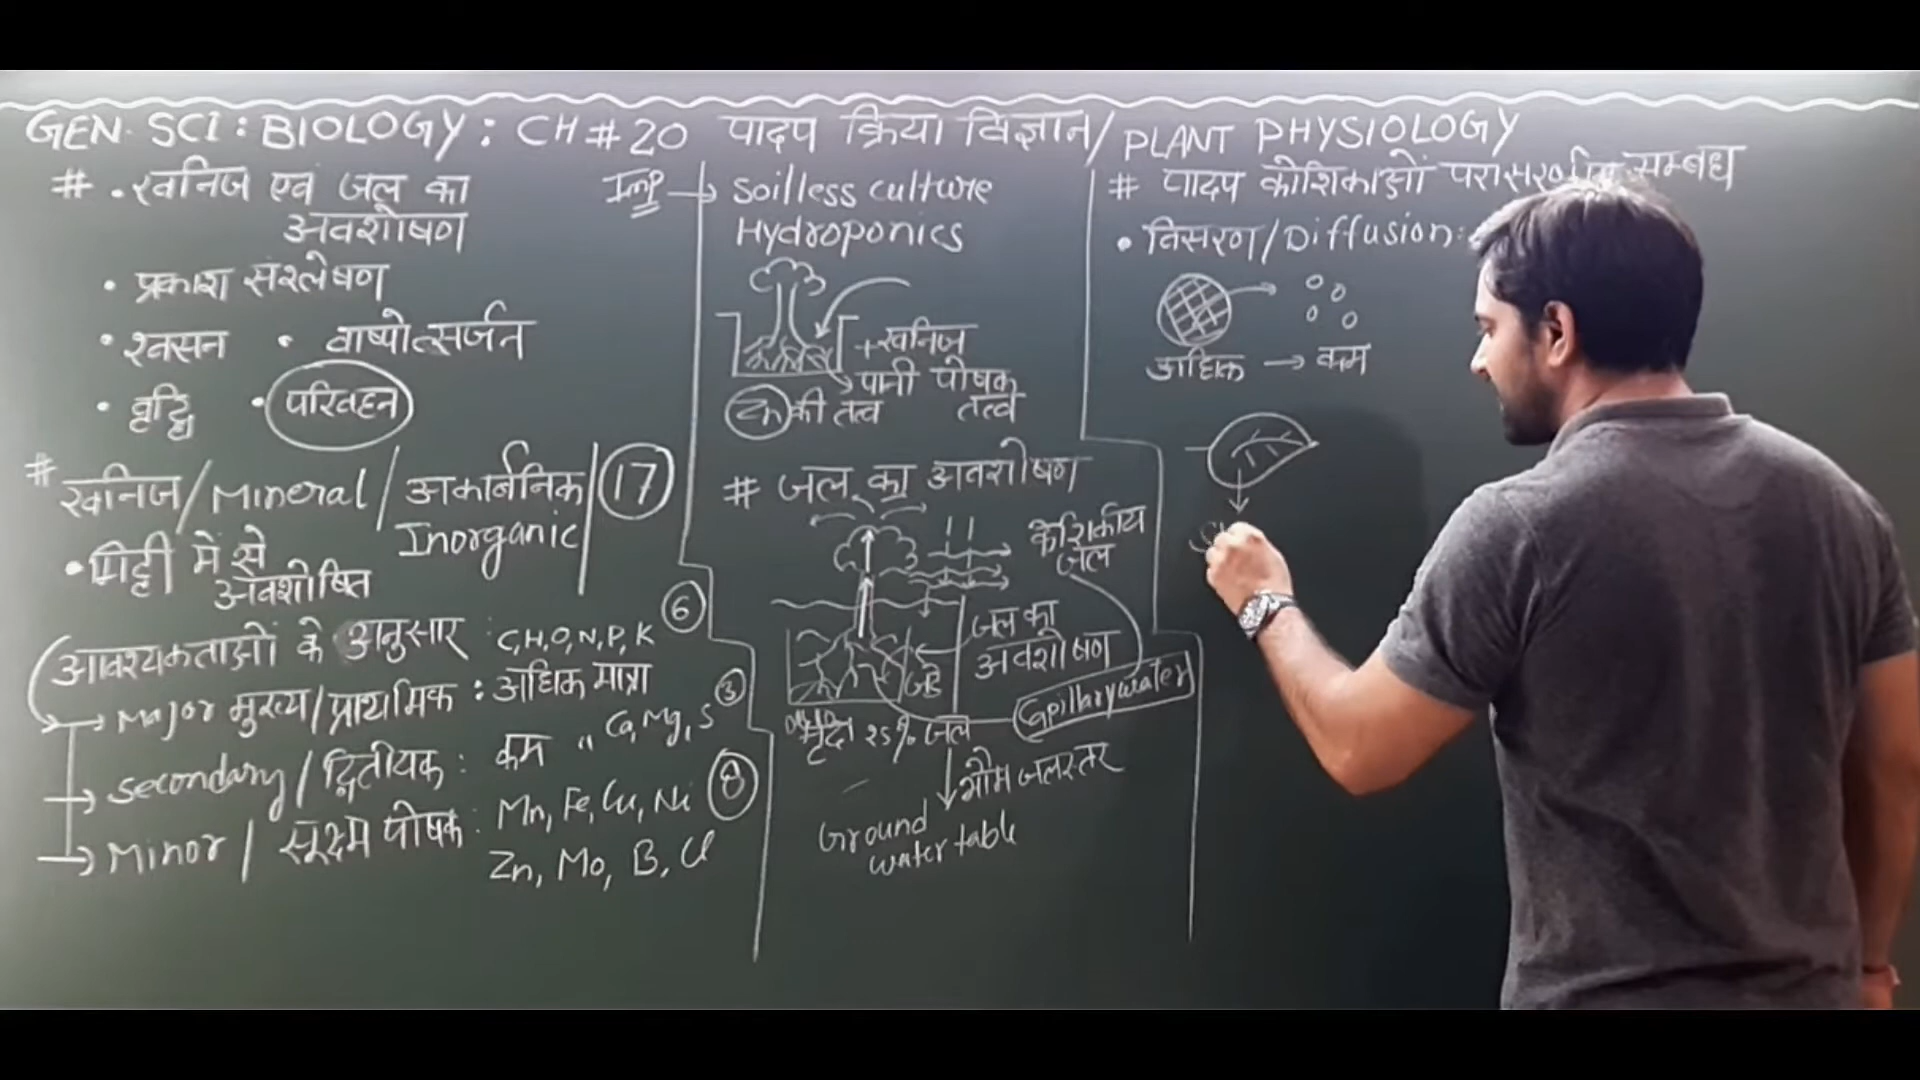 GEN. SCI : BIOLOGY : CH # 20 पादप क्रिया विज्ञान / PLANT PHYSIOLOGY
# • खनिज एवं जल का
अवशोषण
• प्रकाश संश्लेषण
• श्वसन • वाष्पोत्सर्जन
• वृद्धि • परिवहन
# खनिज / Mineral / अकार्बनिक 17
Inorganic
• मिट्टी में से
अवशोषित
आवश्यकताओं के अनुसार : C, H, O, N, P, K 6
→ Major मुख्य / प्राथमिक : अधिक मात्रा
→ Secondary / द्वितीयक : कम " Ca, Mg, S 3
→ Minor / सूक्ष्म पोषक : Mn, Fe, Cu, Ni 8
Zn, Mo, B, Cl
Imp → Soilless culture
Hydroponics
+ खनिज
→ पानी पोषक
तत्व
Zn की तत्व
# जल का अवशोषण
केशिकीय
जल
जल का
अवशोषण
जड़े
Capillary water
मृदा 25% जल
भौम जलस्तर
Ground
water table
# पादप कोशिकाओं सम्बंध
• विसरण / Diffusion :
अधिक → कम